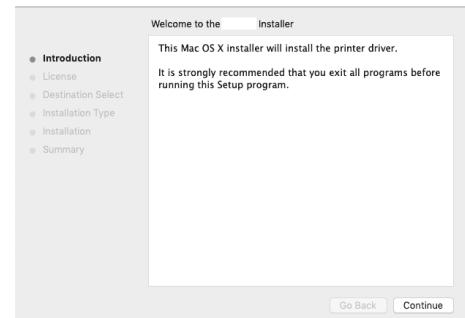 Welcome to the Installer
Introduction
License
Destination Select
Installation Type
Installation
Summary
This Mac OS X installer will install the printer driver.
It is strongly recommended that you exit all programs before
running this Setup program.
Go Back
Continue